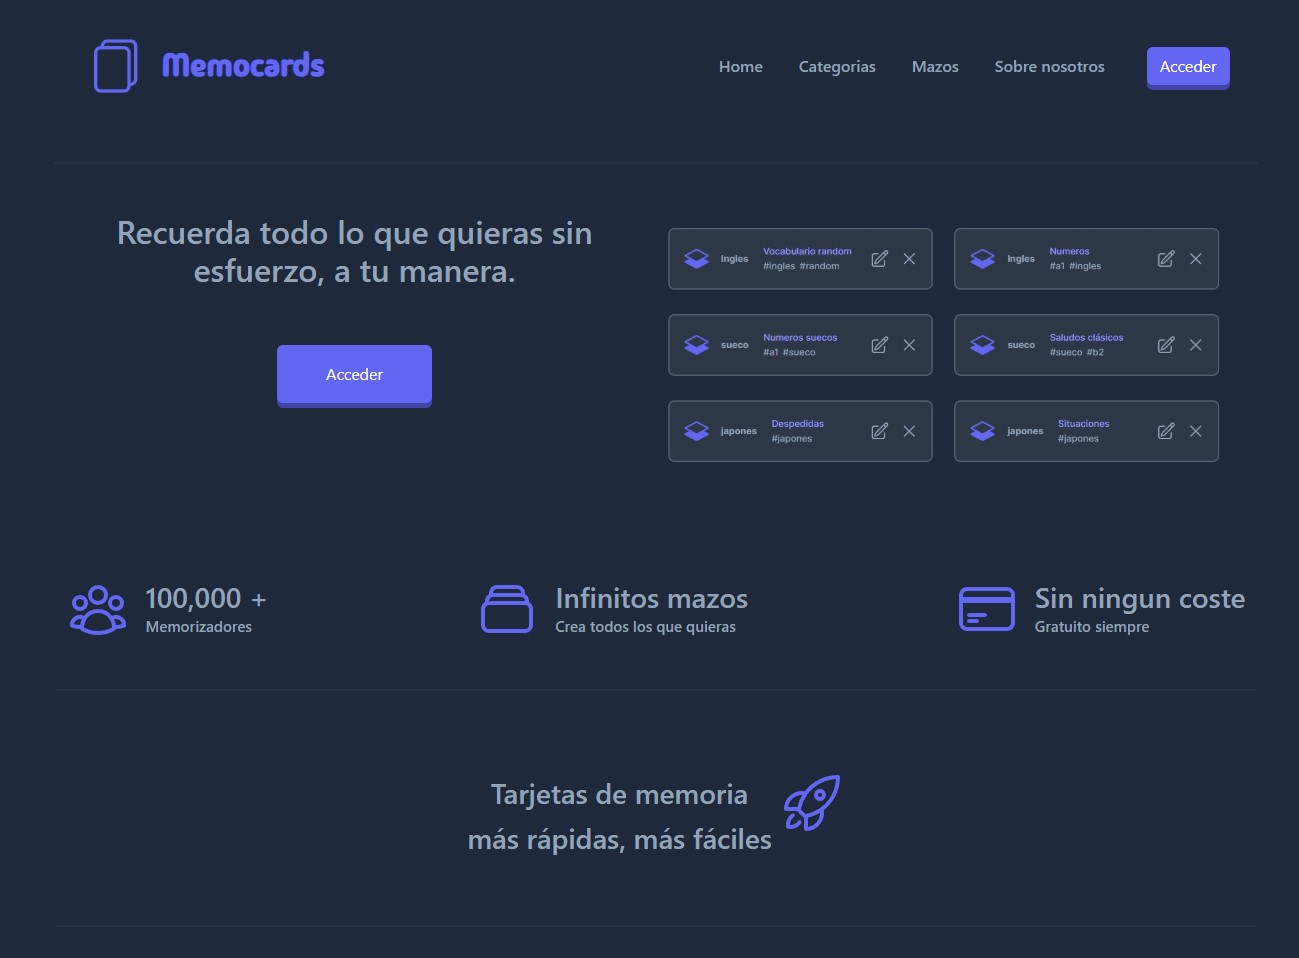 Memocards
Home
Categorias
Mazos
Sobre nosotros
Acceder
Recuerda todo lo que quieras sin
esfuerzo, a tu manera.
Acceder
Ingles
Vocabulario random
#ingles #random
Ingles
Numeros
#a1 #ingles
sueco
Numeros suecos
#a1 #sueco
sueco
Saludos clásicos
#sueco #b2
japones
Despedidas
#japones
japones
Situaciones
#japones
100,000 +
Memorizadores
Infinitos mazos
Crea todos los que quieras
Sin ningun coste
Gratuito siempre
Tarjetas de memoria
más rápidas, más fáciles